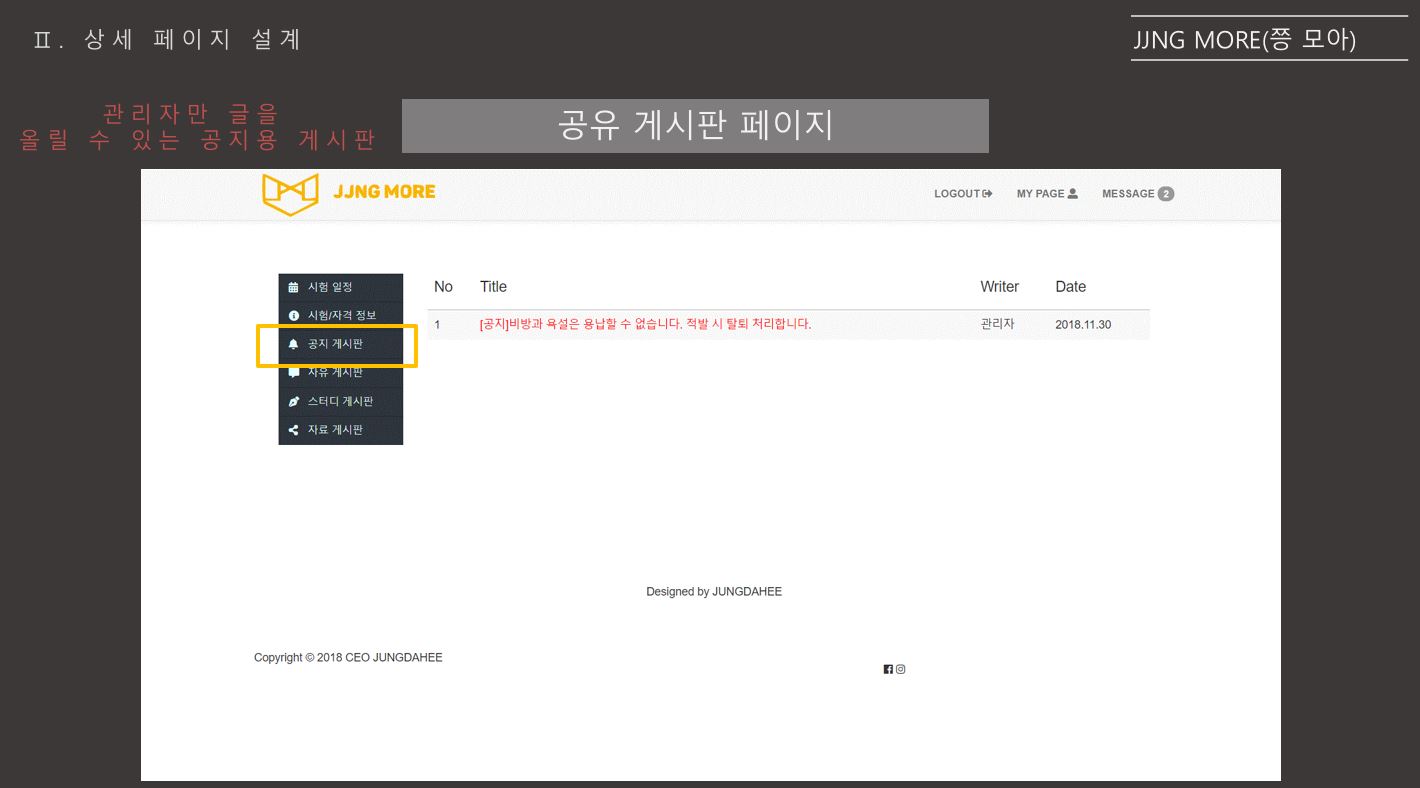 Ⅱ. 상세 페이지 설계
JJNG MORE(쯩 모아)
관리자만 글을
올릴 수 있는 공지용 게시판
공유 게시판 페이지
JJNG MORE
LOGOUT MY PAGE MESSAGE 2
시험 일정
시험/자격 정보
공지 게시판
자유 게시판
스터디 게시판
자료 게시판
No Title Writer Date
1 [공지]비방과 욕설은 용납할 수 없습니다. 적발 시 탈퇴 처리합니다. 관리자 2018.11.30
Designed by JUNGDAHEE
Copyright © 2018 CEO JUNGDAHEE